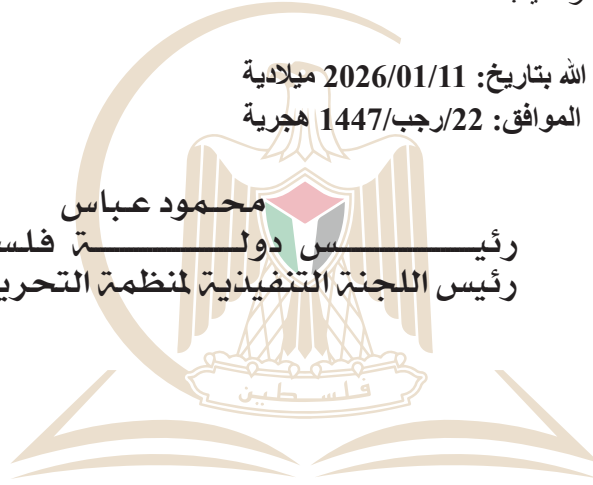 الله بتاريخ: 2026/01/11 ميلادية
الموافق: 22/رجب/1447 هجرية
محمود عباس
رئيس دولة
رئيس اللجنة التنفيذية لمنظمة
فلسطين